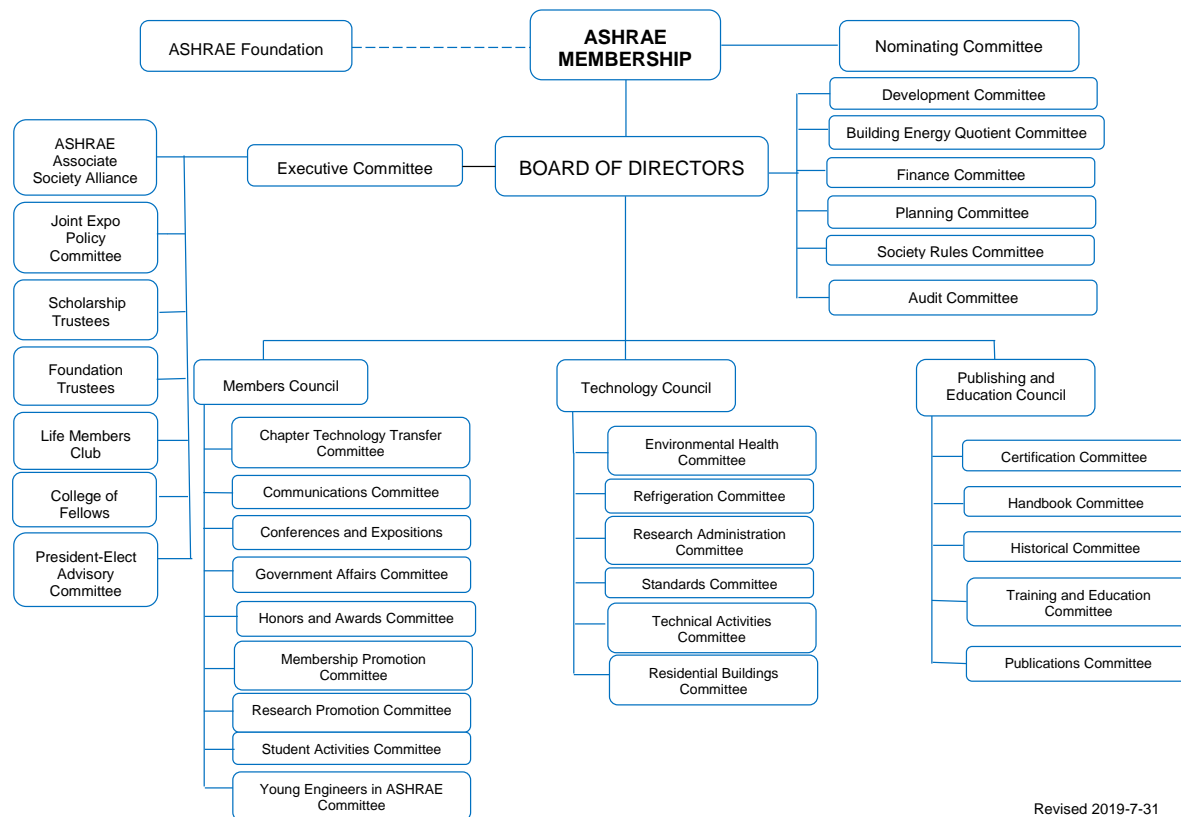 ASHRAE Foundation
ASHRAE
MEMBERSHIP
Nominating Committee
Development Committee
Building Energy Quotient Committee
Finance Committee
Planning Committee
Society Rules Committee
Audit Committee
BOARD OF DIRECTORS
Executive Committee
ASHRAE
Associate
Society Alliance
Joint Expo
Policy
Committee
Scholarship
Trustees
Foundation
Trustees
Life Members
Club
College of
Fellows
President-Elect
Advisory
Committee
Members Council
Chapter Technology Transfer
Committee
Communications Committee
Conferences and Expositions
Government Affairs Committee
Honors and Awards Committee
Membership Promotion
Committee
Research Promotion Committee
Student Activities Committee
Young Engineers in ASHRAE
Committee
Technology Council
Environmental Health
Committee
Refrigeration Committee
Research Administration
Committee
Standards Committee
Technical Activities
Committee
Residential Buildings
Committee
Publishing and
Education Council
Certification Committee
Handbook Committee
Historical Committee
Training and Education
Committee
Publications Committee
Revised 2019-7-31